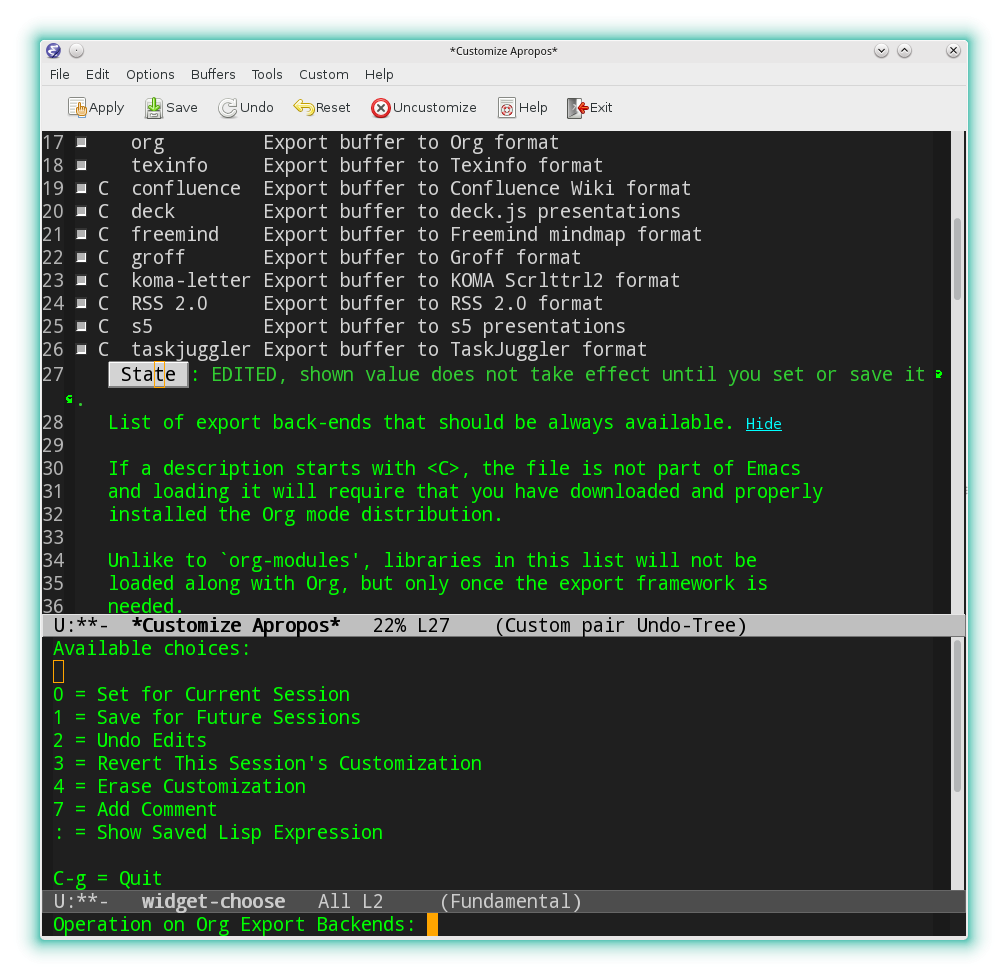 *Customize Apropos*
File Edit Options Buffers Tools Custom Help
Apply Save Undo Reset Uncustomize Help Exit
17 org Export buffer to Org format
18 texinfo Export buffer to Texinfo format
19 C confluence Export buffer to Confluence Wiki format
20 C deck Export buffer to deck.js presentations
21 C freemind Export buffer to Freemind mindmap format
22 C groff Export buffer to Groff format
23 C koma-letter Export buffer to KOMA Scrlttrl2 format
24 C RSS 2.0 Export buffer to RSS 2.0 format
25 C s5 Export buffer to s5 presentations
26 C taskjuggler Export buffer to TaskJuggler format
27 State : EDITED, shown value does not take effect until you set or save it
.
28 List of export back-ends that should be always available. Hide
29
30 If a description starts with <C>, the file is not part of Emacs
31 and loading it will require that you have downloaded and properly
32 installed the Org mode distribution.
33
34 Unlike to `org-modules', libraries in this list will not be
35 loaded along with Org, but only once the export framework is
36 needed.
U:**- *Customize Apropos* 22% L27 (Custom pair Undo-Tree)
Available choices:
0 = Set for Current Session
1 = Save for Future Sessions
2 = Undo Edits
3 = Revert This Session's Customization
4 = Erase Customization
7 = Add Comment
: = Show Saved Lisp Expression
C-g = Quit
U:**- widget-choose All L2 (Fundamental)
Operation on Org Export Backends: